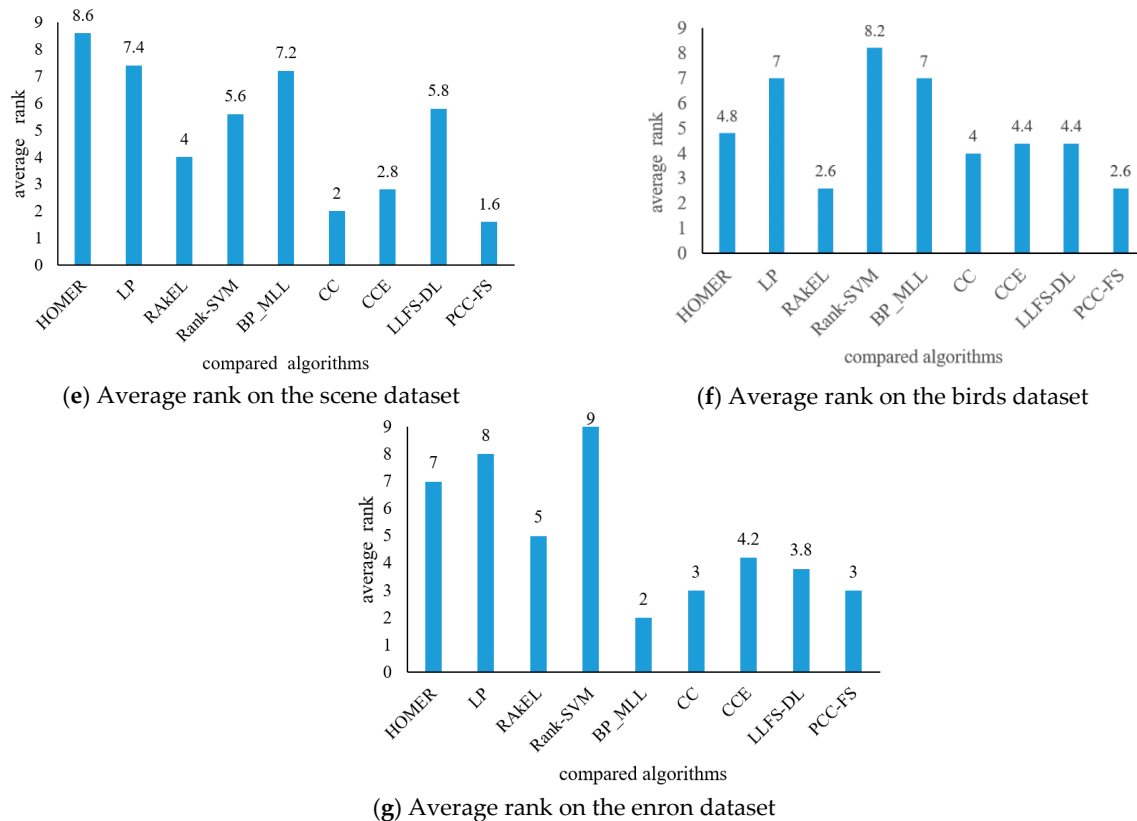 9
8
7
6
5
4
3
2
1
0
average rank
8.6
7.4
4
5.6
7.2
2
2.8
5.8
1.6
HOMER
LP
RAkEL
Rank-SVM
BP_MLL
CC
CCE
LLFS-DL
PCC-FS
compared algorithms
(e) Average rank on the scene dataset
9
8
7
6
5
4
3
2
1
0
average rank
4.8
7
2.6
8.2
7
4
4.4
4.4
2.6
HOMER
LP
RAkEL
Rank-SVM
BP_MLL
CC
CCE
LLFS-DL
PCC-FS
compared algorithms
(f) Average rank on the birds dataset
9
8
7
6
5
4
3
2
1
0
average rank
7
8
5
9
2
3
4.2
3.8
3
HOMER
LP
RAkEL
Rank-SVM
BP_MLL
CC
CCE
LLFS-DL
PCC-FS
compared algorithms
(g) Average rank on the enron dataset